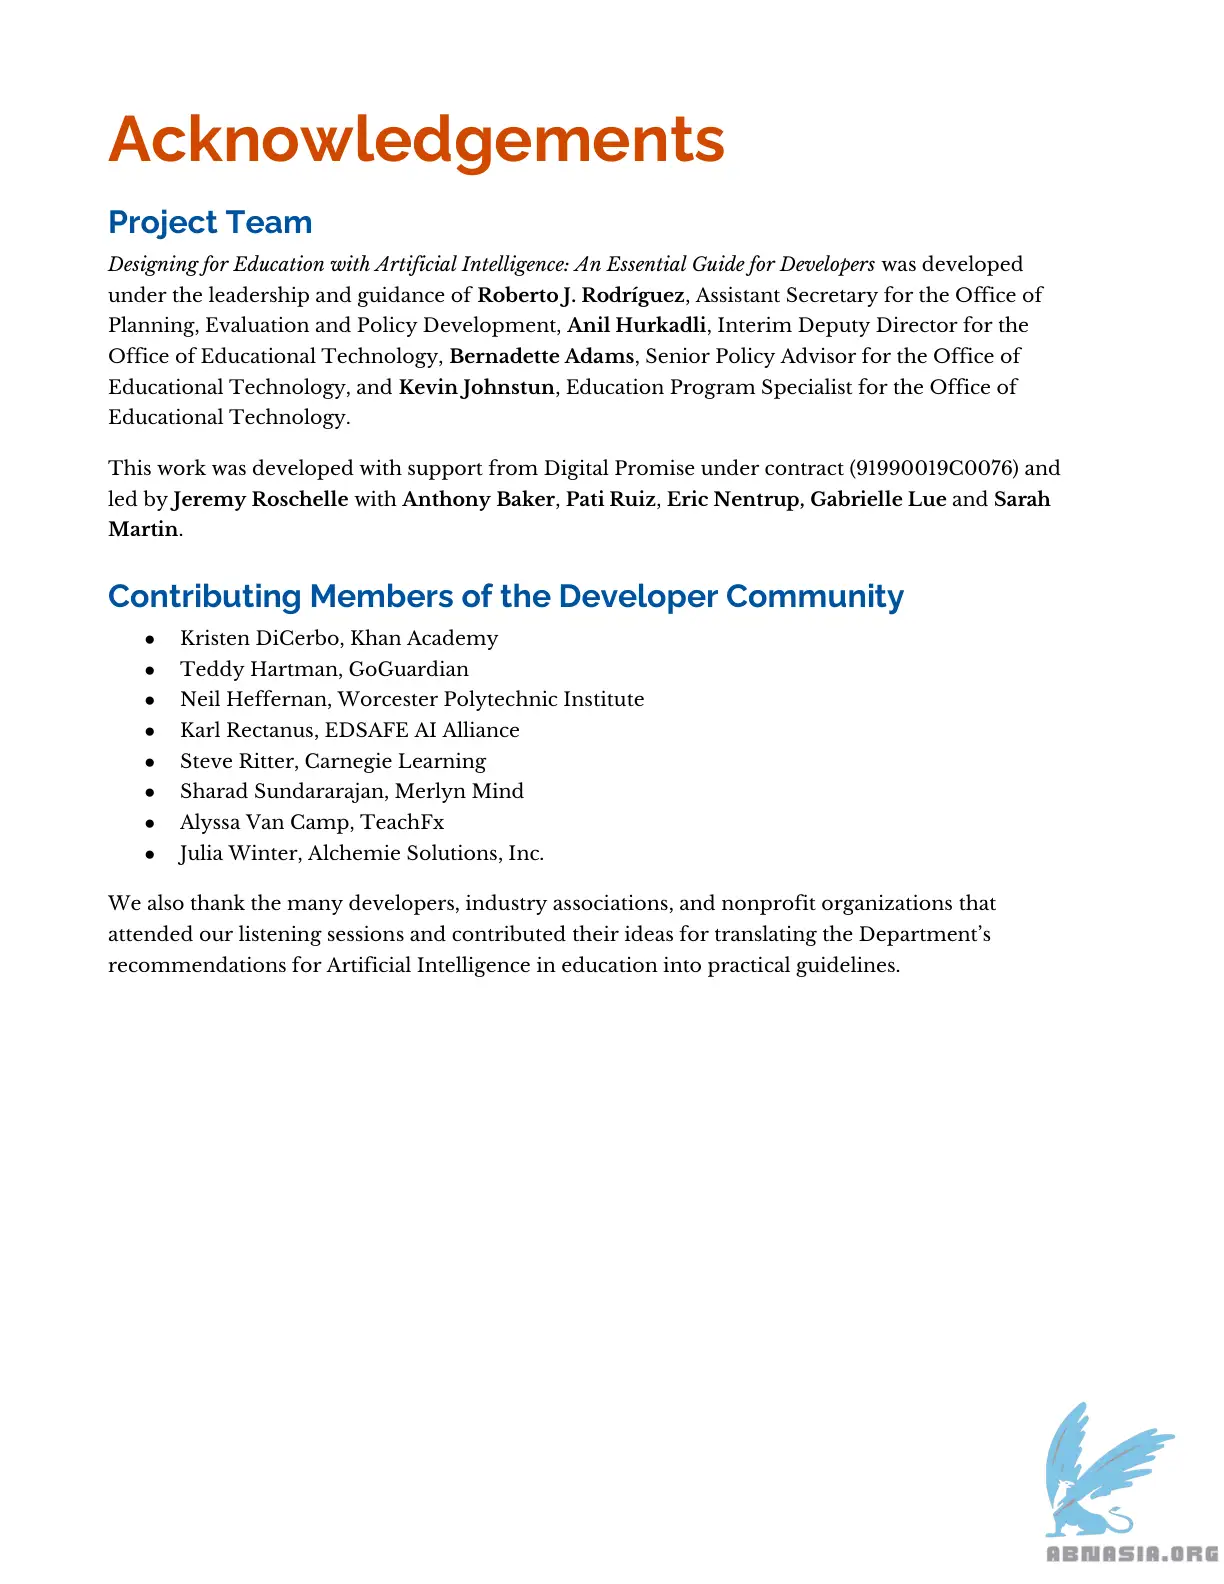 Acknowledgements
Project Team
Designing for Education with Artificial Intelligence: An Essential Guide for Developers was developed
under the leadership and guidance of Roberto J. Rodríguez, Assistant Secretary for the Office of
Planning, Evaluation and Policy Development, Anil Hurkadli, Interim Deputy Director for the
Office of Educational Technology, Bernadette Adams, Senior Policy Advisor for the Office of
Educational Technology, and Kevin Johnstun, Education Program Specialist for the Office of
Educational Technology.
This work was developed with support from Digital Promise under contract (91990019C0076) and
led by Jeremy Roschelle with Anthony Baker, Pati Ruiz, Eric Nentrup, Gabrielle Lue and Sarah
Martin.
Contributing Members of the Developer Community
● Kristen DiCerbo, Khan Academy
● Teddy Hartman, GoGuardian
● Neil Heffernan, Worcester Polytechnic Institute
● Karl Rectanus, EDSAFE AI Alliance
● Steve Ritter, Carnegie Learning
● Sharad Sundararajan, Merlyn Mind
● Alyssa Van Camp, TeachFx
● Julia Winter, Alchemie Solutions, Inc.
We also thank the many developers, industry associations, and nonprofit organizations that
attended our listening sessions and contributed their ideas for translating the Department’s
recommendations for Artificial Intelligence in education into practical guidelines.
ABNASIA.ORG